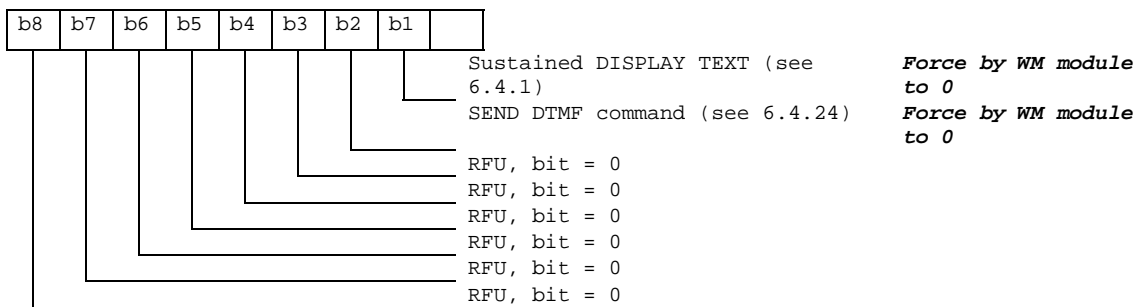 b8 b7 b6 b5 b4 b3 b2 b1
Sustained DISPLAY TEXT (see Force by WM module
6.4.1) to 0
SEND DTMF command (see 6.4.24) Force by WM module
to 0
RFU, bit = 0
RFU, bit = 0
RFU, bit = 0
RFU, bit = 0
RFU, bit = 0
RFU, bit = 0